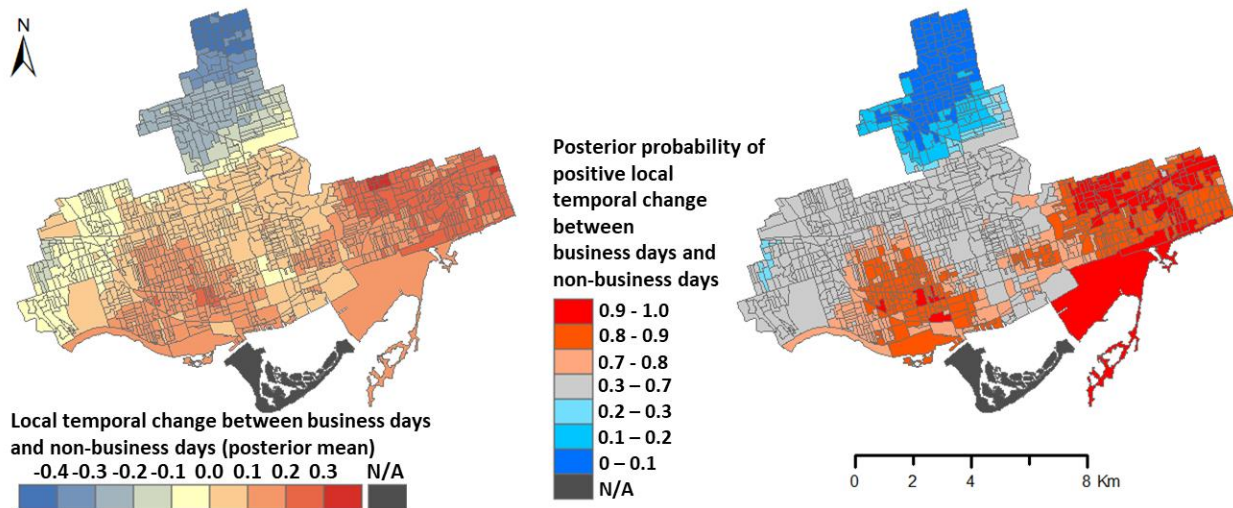 N
Local temporal change between business days
and non-business days (posterior mean)
-0.4 -0.3 -0.2 -0.1 0.0 0.1 0.2 0.3 N/A
Posterior probability of
positive local
temporal change
between
business days and
non-business days
0.9 - 1.0
0.8 - 0.9
0.7 - 0.8
0.3 – 0.7
0.2 – 0.3
0.1 – 0.2
0 – 0.1
N/A
0 2 4 8 Km